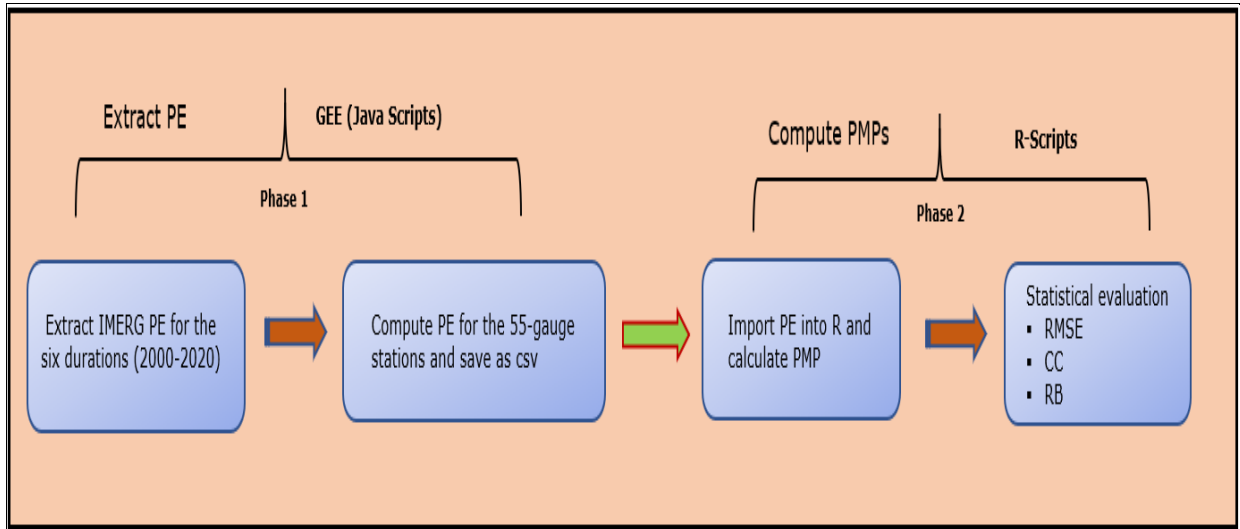 Extract PE
GEE (Java Scripts)
Phase 1
Extract IMERG PE for the
six durations (2000-2020)
Compute PE for the 55-gauge
stations and save as csv
Compute PMPs
R-Scripts
Phase 2
Import PE into R and
calculate PMP
Statistical evaluation
▪ RMSE
▪ CC
▪ RB